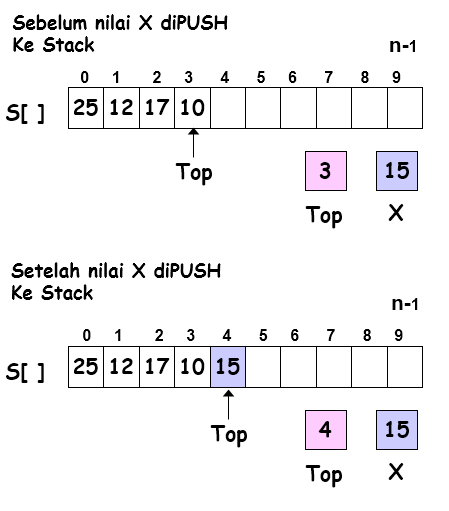 Sebelum nilai X diPUSH
Ke Stack
n-1
0 1 2 3 4 5 6 7 8 9
S[ ] 25 12 17 10
Top
3 15
Top X
Setelah nilai X diPUSH
Ke Stack
n-1
0 1 2 3 4 5 6 7 8 9
S[ ] 25 12 17 10 15
Top
4 15
Top X